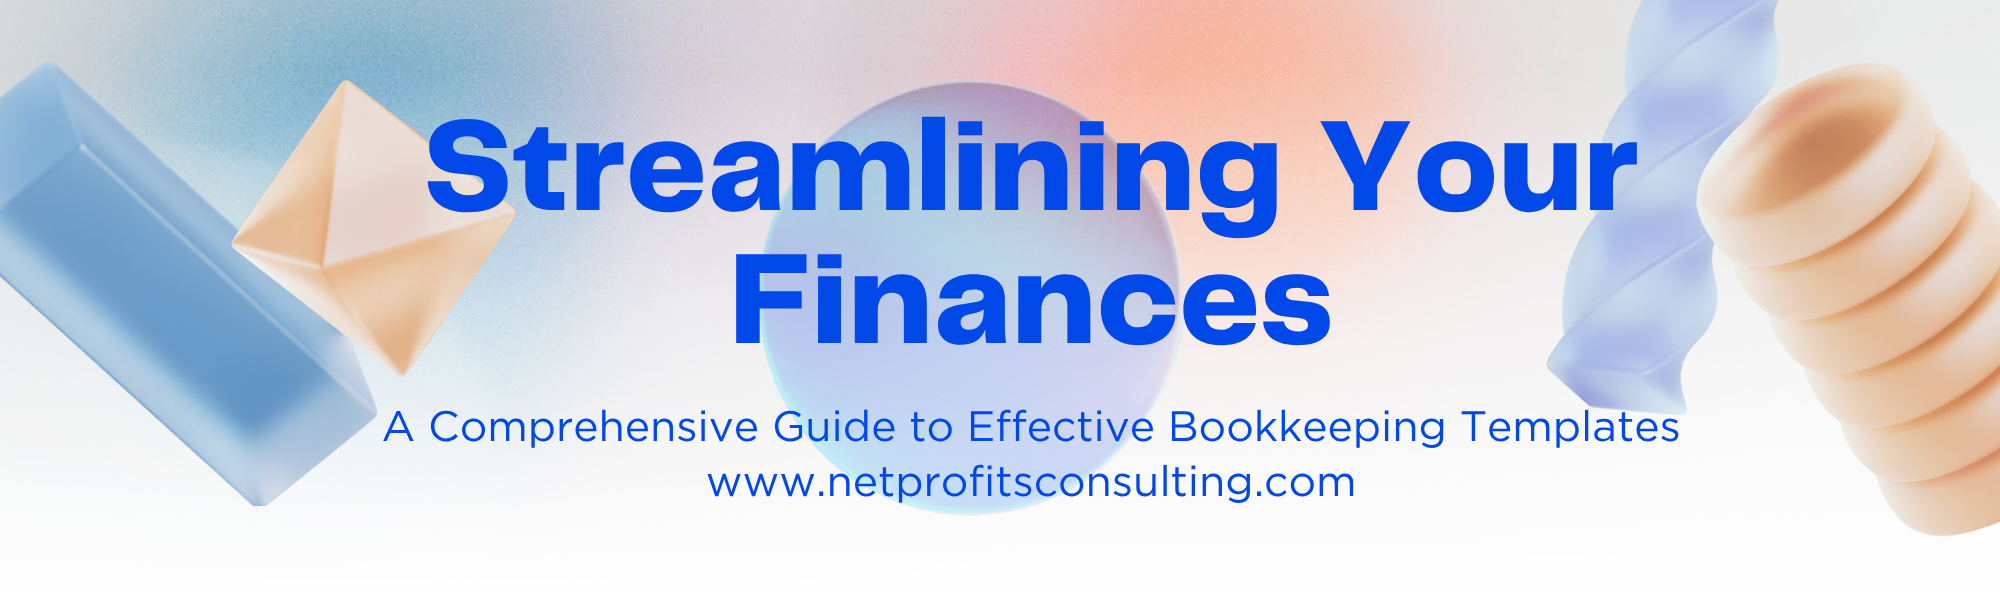 Streamlining Your
Finances
A Comprehensive Guide to Effective Bookkeeping Templates
www.netprofitsconsulting.com